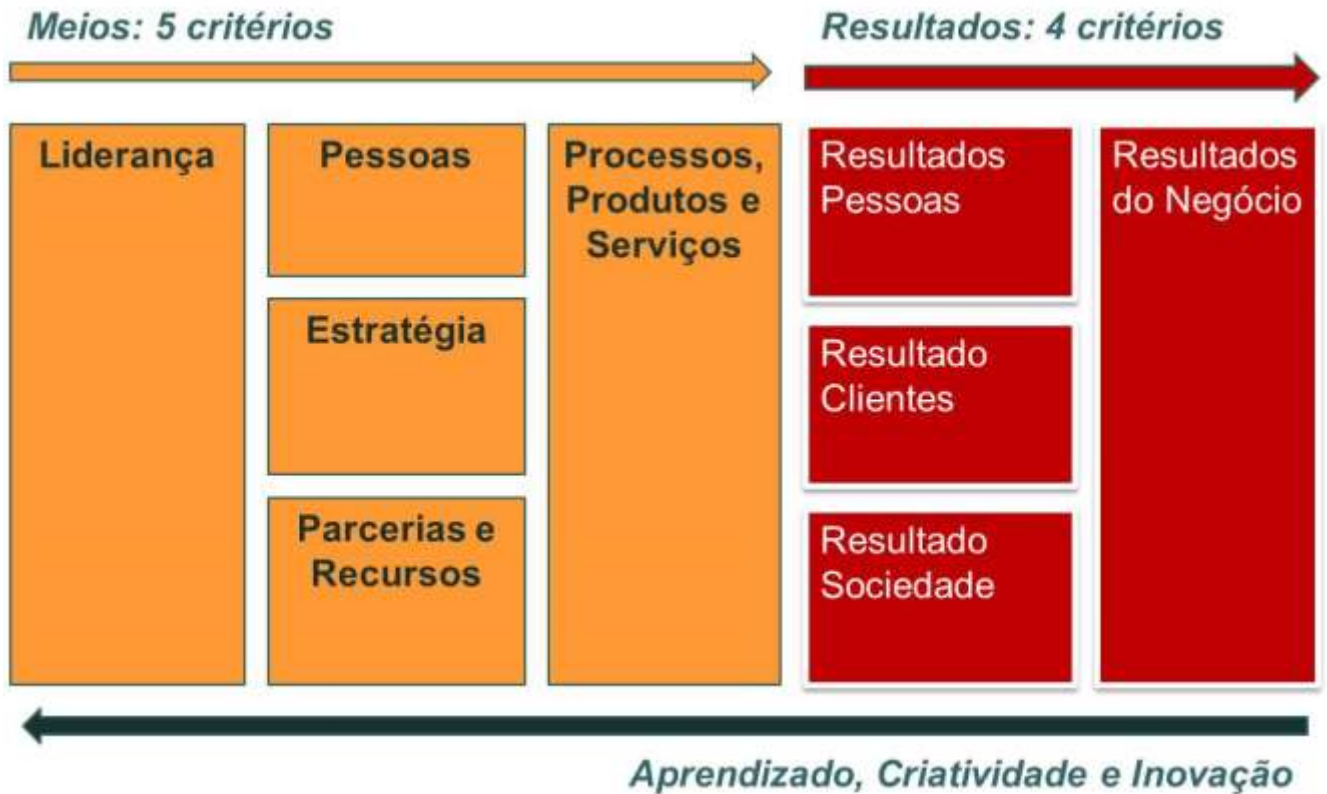 Meios: 5 critérios
Resultados: 4 critérios
Liderança
Pessoas
Processos,
Produtos e
Serviços
Estratégia
Parcerias e
Recursos
Resultados
Pessoas
Resultado
Clientes
Resultado
Sociedade
Resultados
do Negócio
Aprendizado, Criatividade e Inovação